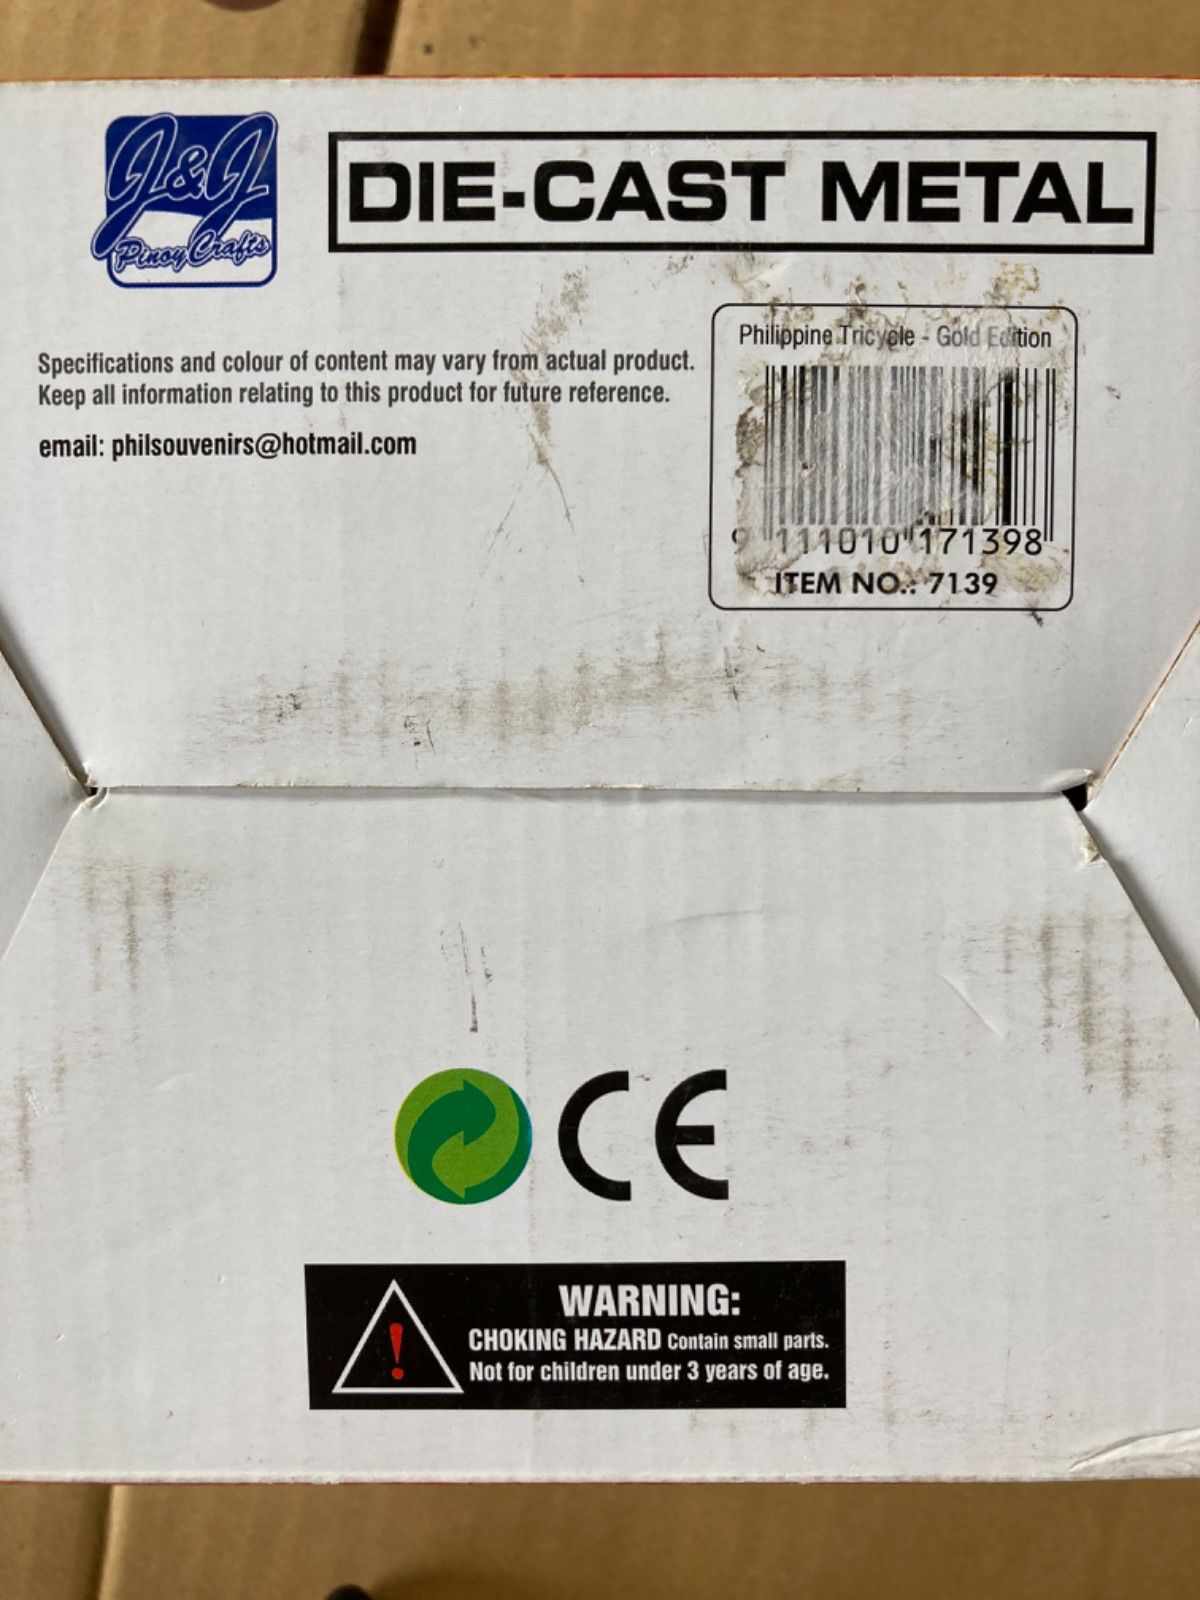 J&J
Pinoy Crafts
DIE-CAST METAL
Specifications and colour of content may vary from actual product.
Keep all information relating to this product for future reference.
email: philsouvenirs@hotmail.com
Philippine Tricycle - Gold Edition
9 111010 171398
ITEM NO.: 7139
CE
WARNING:
CHOKING HAZARD Contain small parts.
Not for children under 3 years of age.